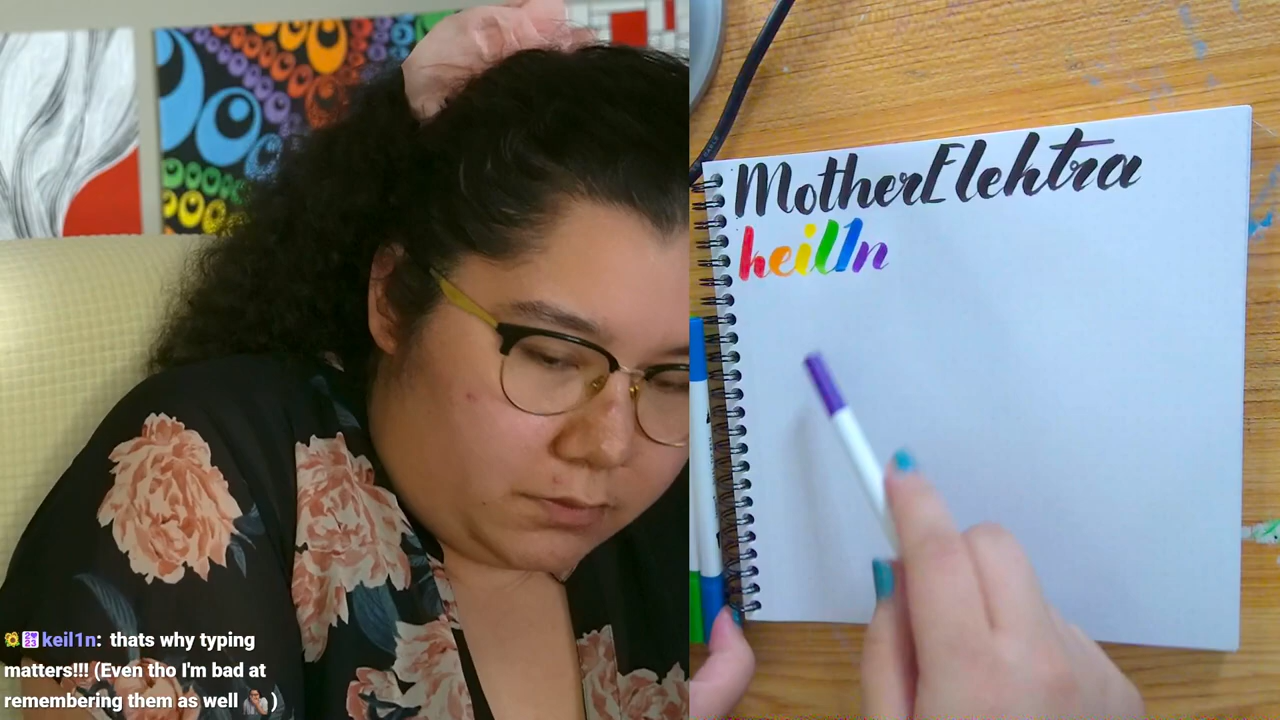 MotherElektra
keil1n
keil1n: thats why typing
matters!!! (Even tho I'm bad at
remembering them as well )